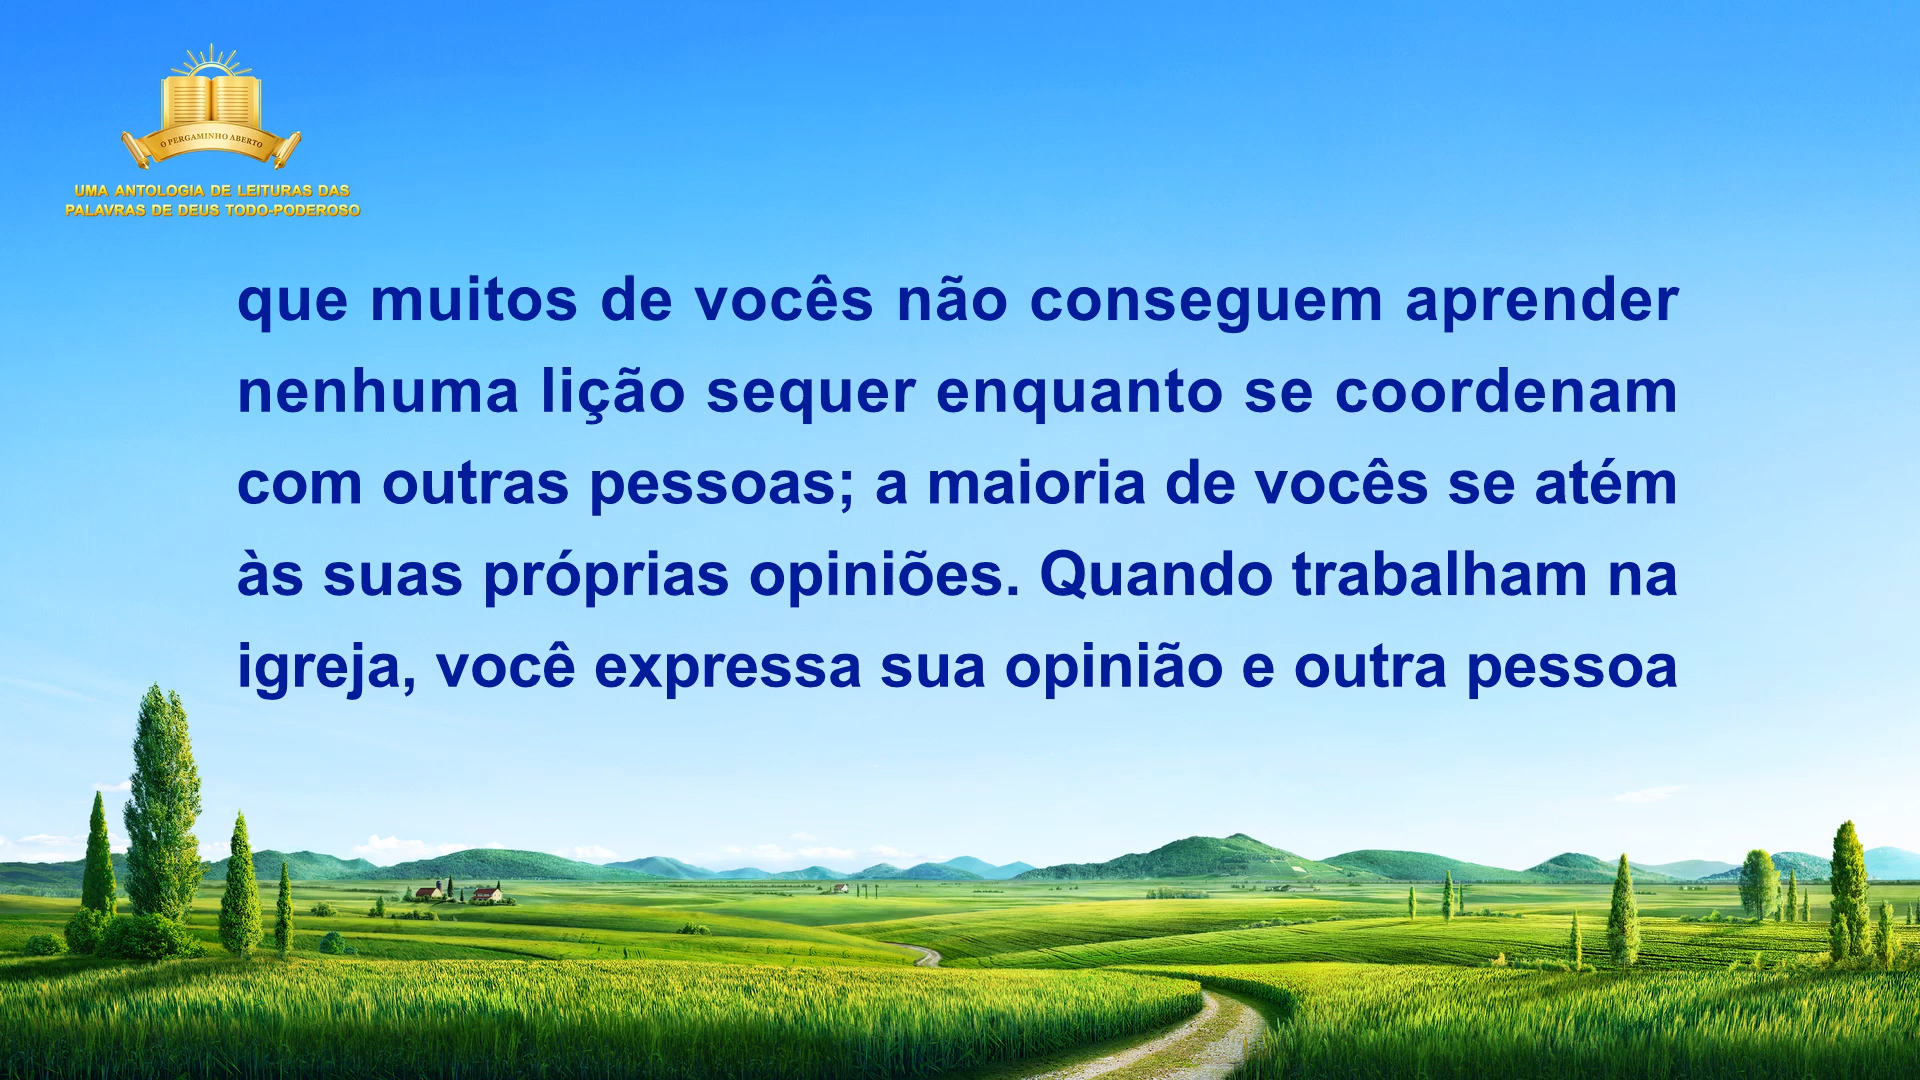 O PERGAMINHO ABERTO
UMA ANTOLOGIA DE LEITURAS DAS
PALAVRAS DE DEUS TODO-PODEROSO
que muitos de vocês não conseguem aprender
nenhuma lição sequer enquanto se coordenam
com outras pessoas; a maioria de vocês se atém
às suas próprias opiniões. Quando trabalham na
igreja, você expressa sua opinião e outra pessoa